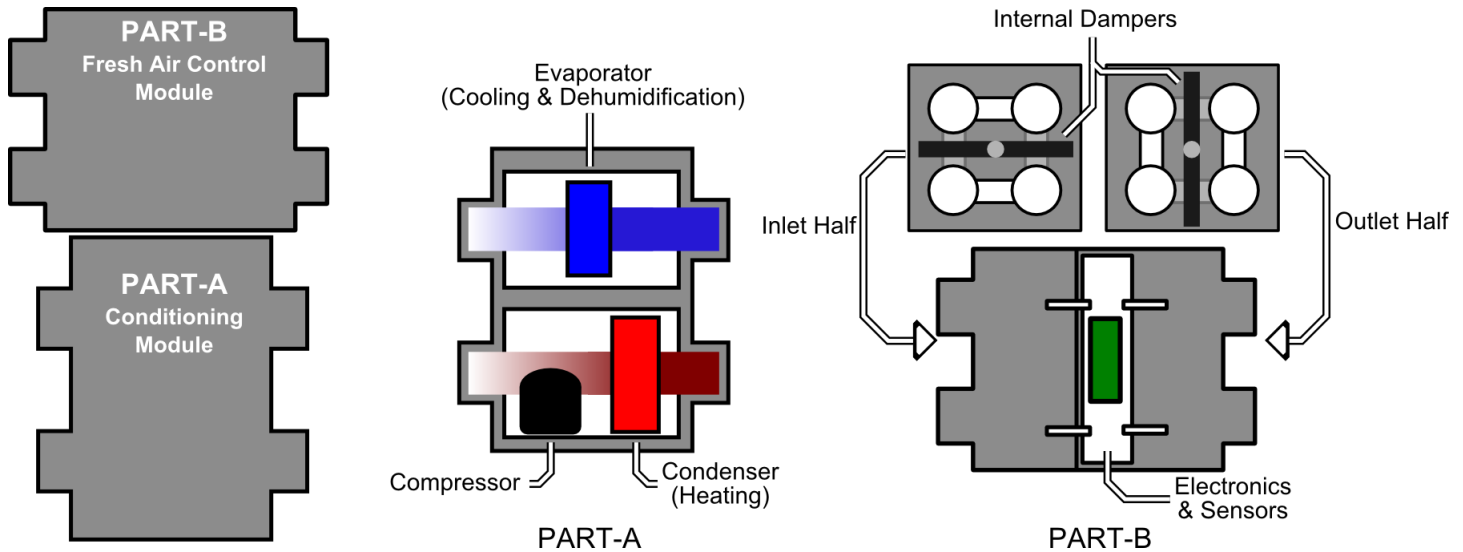 PART-B
Fresh Air Control
Module
PART-A
Conditioning
Module
Evaporator
(Cooling & Dehumidification)
Compressor
Condenser
(Heating)
PART-A
Internal Dampers
Inlet Half
Outlet Half
Electronics
& Sensors
PART-B